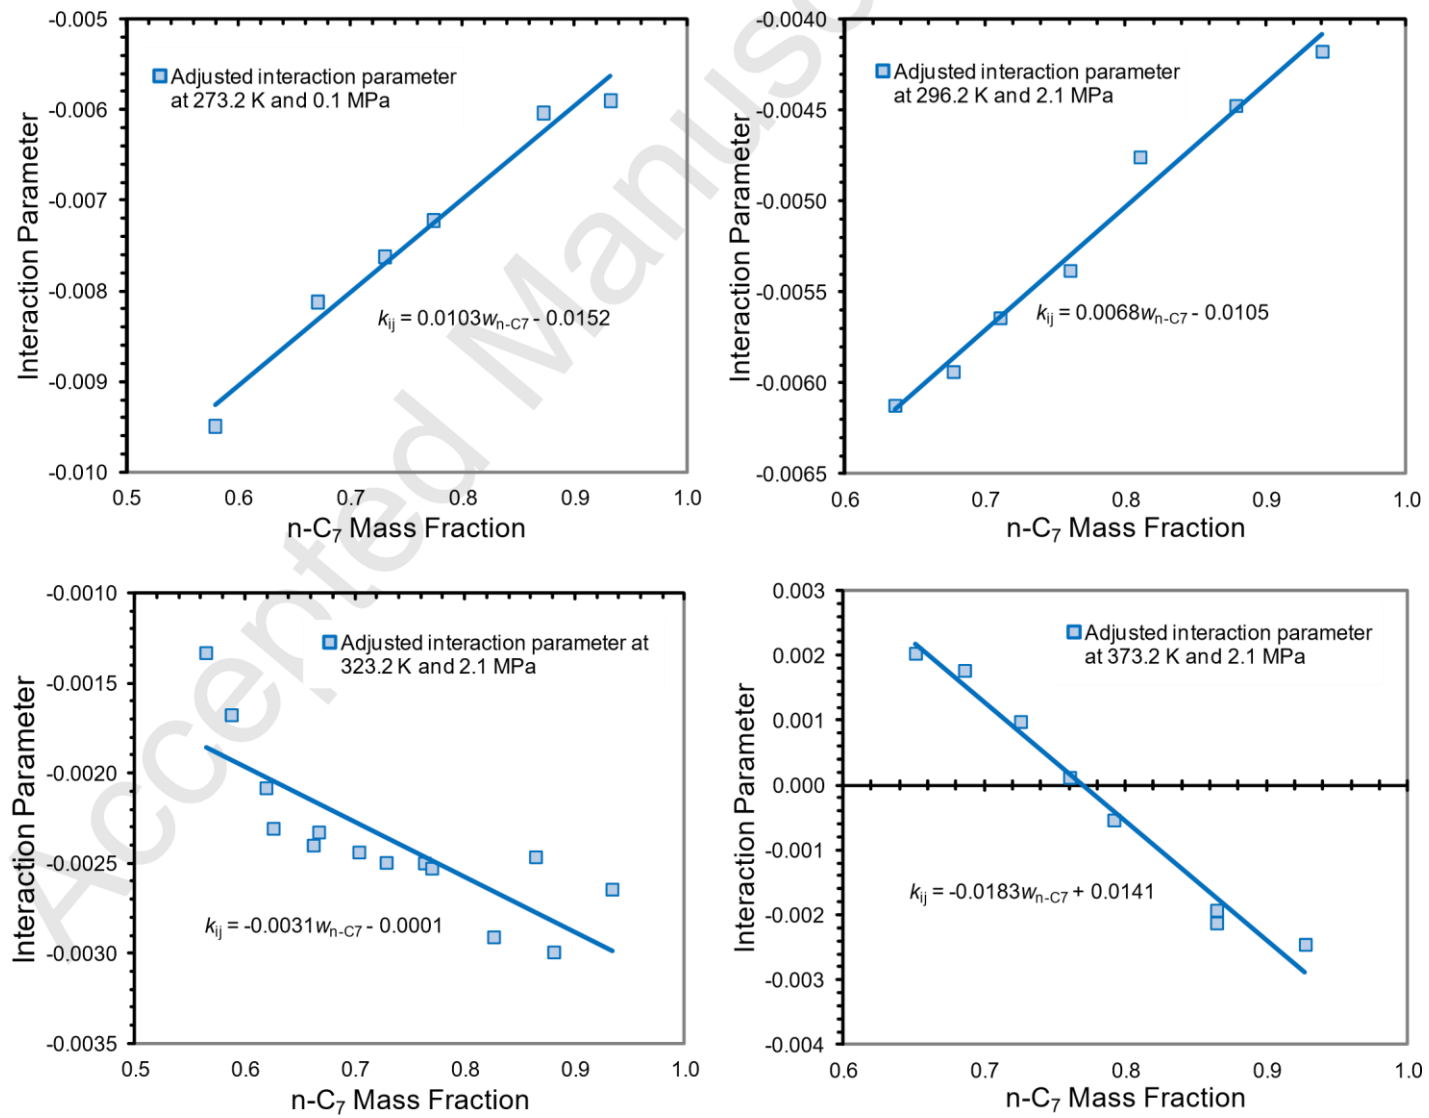 Accepted Manusc
-0.005
-0.006
-0.007
-0.008
-0.009
-0.010
Interaction Parameter
Adjusted interaction parameter
at 273.2 K and 0.1 MPa
kij = 0.0103wn-C7 - 0.0152
0.5 0.6 0.7 0.8 0.9 1.0
n-C7 Mass Fraction
-0.0040
-0.0045
-0.0050
-0.0055
-0.0060
-0.0065
Interaction Parameter
Adjusted interaction parameter
at 296.2 K and 2.1 MPa
kij = 0.0068wn-C7 - 0.0105
0.6 0.7 0.8 0.9 1.0
n-C7 Mass Fraction
-0.0010
-0.0015
-0.0020
-0.0025
-0.0030
-0.0035
Interaction Parameter
Adjusted interaction parameter at
323.2 K and 2.1 MPa
kij = -0.0031wn-C7 - 0.0001
0.5 0.6 0.7 0.8 0.9 1.0
n-C7 Mass Fraction
0.003
0.002
0.001
0.000
-0.001
-0.002
-0.003
-0.004
Interaction Parameter
Adjusted interaction parameter
at 373.2 K and 2.1 MPa
kij = -0.0183wn-C7 + 0.0141
0.6 0.7 0.8 0.9 1.0
n-C7 Mass Fraction